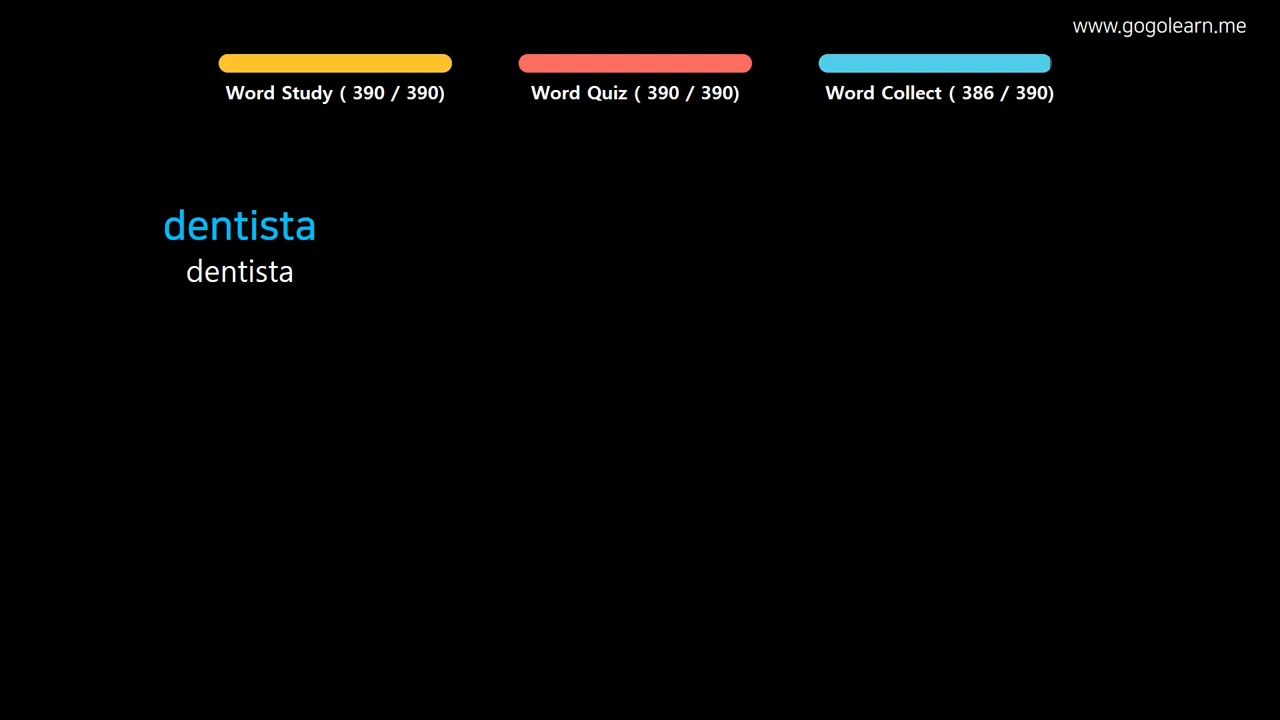 www.gogolearn.me
Word Study ( 390 / 390)
Word Quiz ( 390 / 390)
Word Collect ( 386 / 390)
dentista
dentista